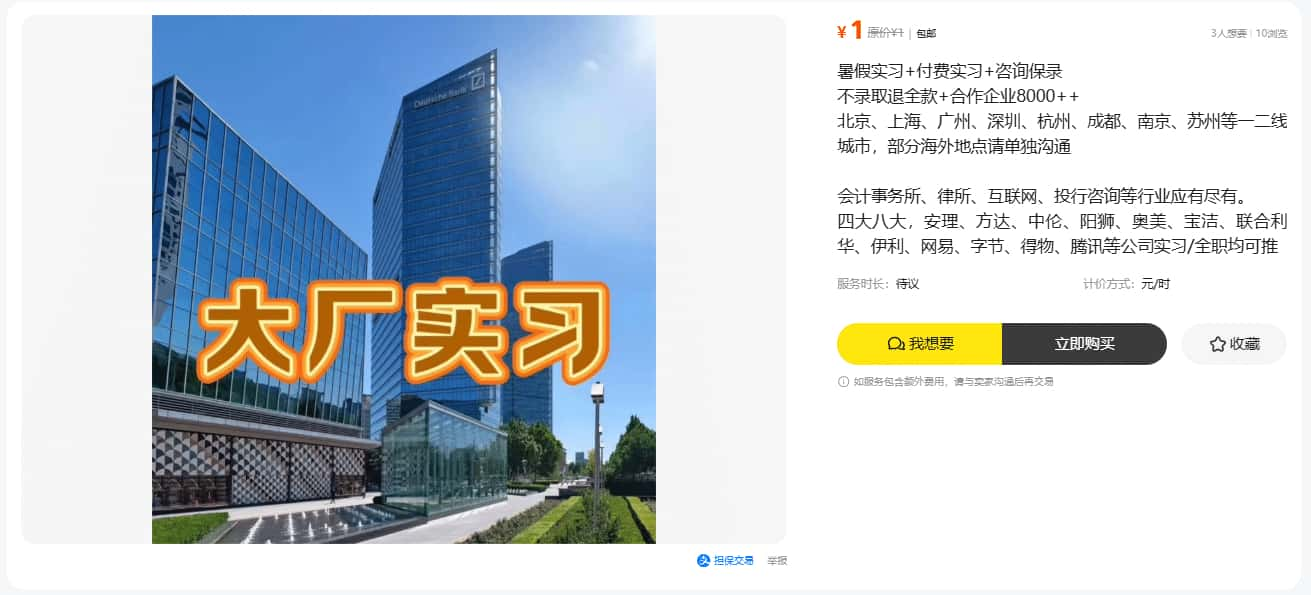 Deutsche Bank
大厂实习
担保交易 举报
¥1 原价¥1 | 包邮
3人想要 | 10浏览
暑假实习+付费实习+咨询保录
不录取退全款+合作企业8000++
北京、上海、广州、深圳、杭州、成都、南京、苏州等一二线
城市，部分海外地点请单独沟通
会计事务所、律所、互联网、投行咨询等行业应有尽有。
四大八大，安理、方达、中伦、阳狮、奥美、宝洁、联合利
华、伊利、网易、字节、得物、腾讯等公司实习/全职均可推
服务时长：待议 计价方式：元/时
我想要 立即购买 收藏
如服务包含额外费用，请与卖家沟通后再交易